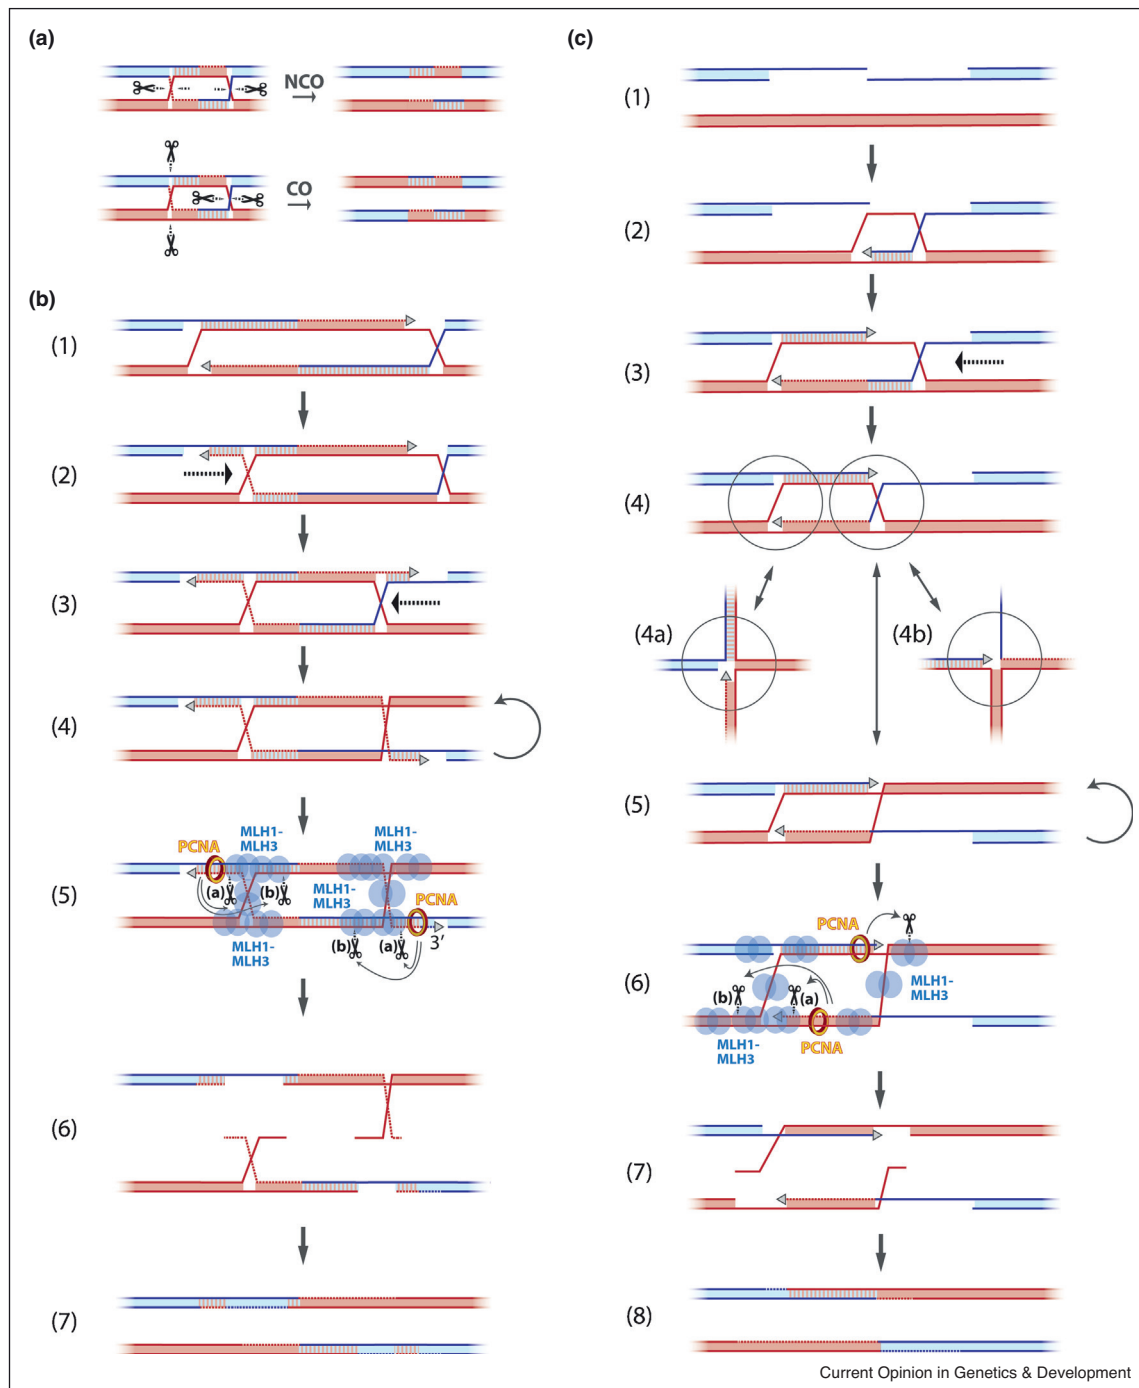 (a)
NCO
CO
(b)
(1)
(2)
(3)
(4)
MLH1-
MLH3
MLH1-
MLH3
PCNA
(5)
(a)
(b)
MLH1-
MLH3
PCNA
(b)
(a)
3′
MLH1-
MLH3
(6)
(7)
(c)
(1)
(2)
(3)
(4)
(4a)
(4b)
(5)
PCNA
(6)
(b)
(a)
MLH1-
MLH3
MLH1-
MLH3
PCNA
(7)
(8)
Current Opinion in Genetics & Development